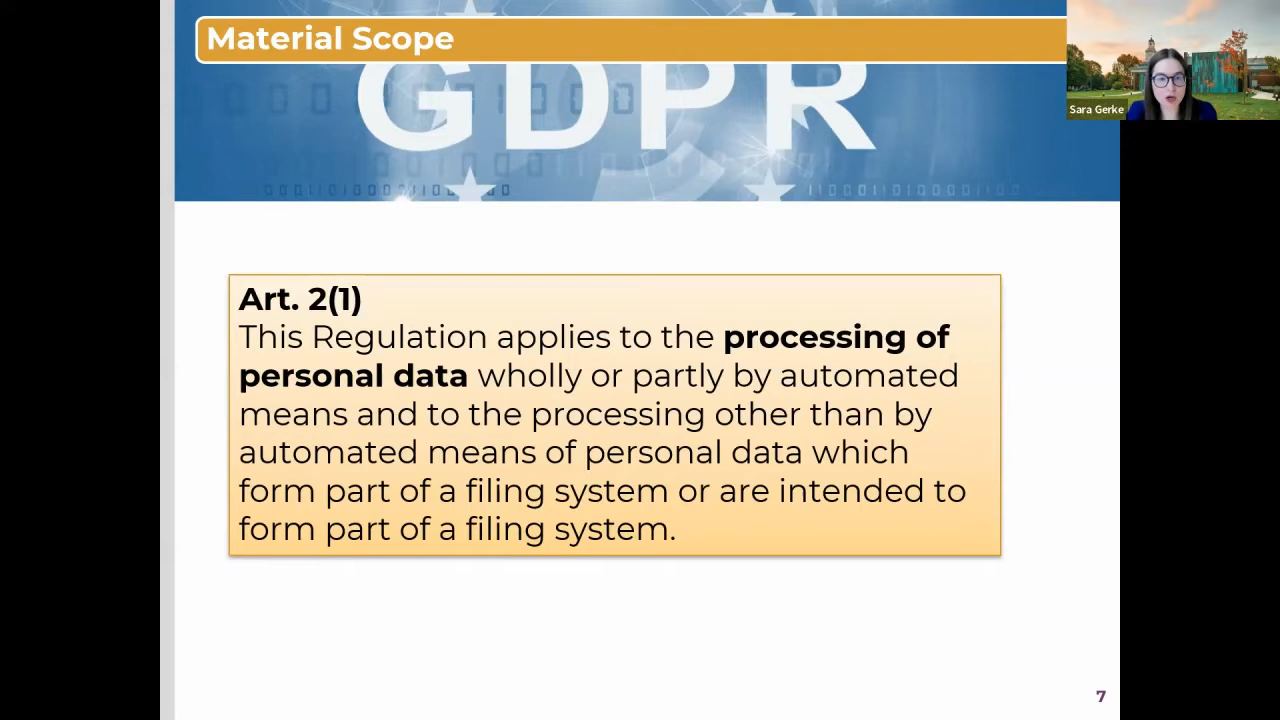 Material Scope
GDPR
Sara Gerke
Art. 2(1)
This Regulation applies to the processing of
personal data wholly or partly by automated
means and to the processing other than by
automated means of personal data which
form part of a filing system or are intended to
form part of a filing system.
7